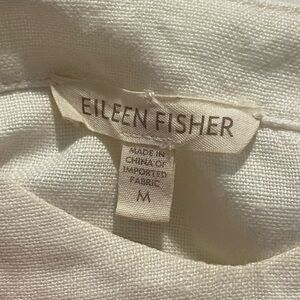 EILEEN FISHER
MADE IN
CHINA OF
IMPORTED
FABRIC
M